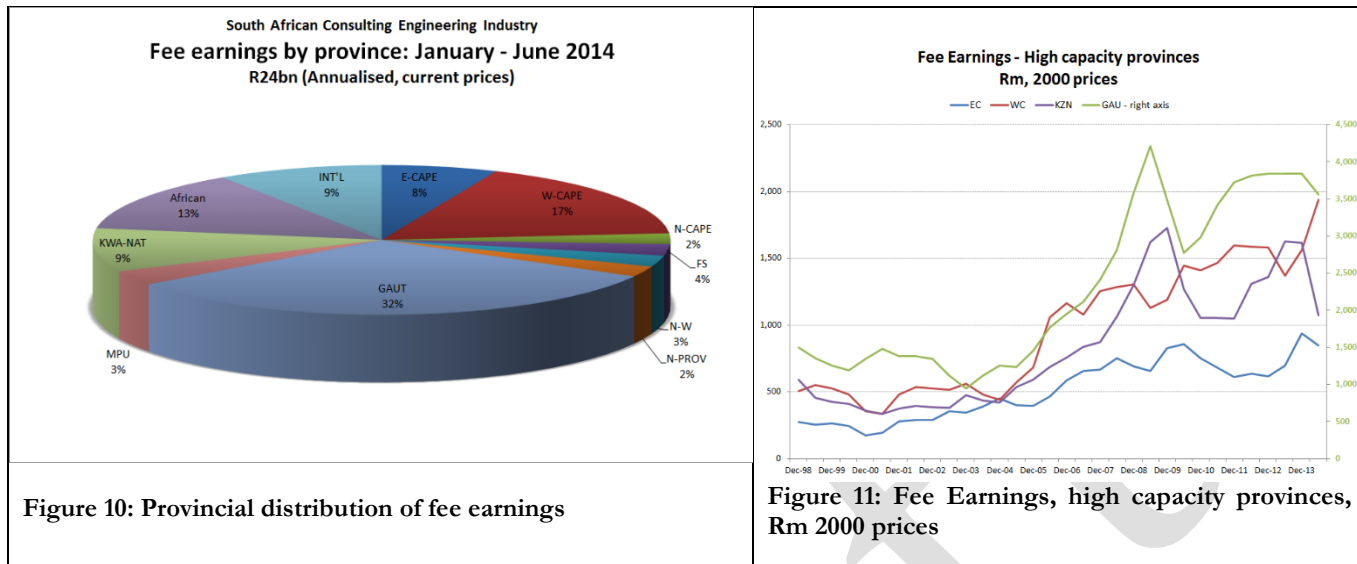 South African Consulting Engineering Industry
Fee earnings by province: January - June 2014
R24bn (Annualised, current prices)
INT'L
9%
E-CAPE
8%
W-CAPE
17%
N-CAPE
2%
FS
4%
N-W
3%
N-PROV
2%
GAUT
32%
MPU
3%
KWA-NAT
9%
African
13%
Figure 10: Provincial distribution of fee earnings
Fee Earnings - High capacity provinces
Rm, 2000 prices
EC WC KZN GAU - right axis
2,500
2,000
1,500
1,000
500
0
4,500
4,000
3,500
3,000
2,500
2,000
1,500
1,000
500
0
Dec-98 Dec-99 Dec-00 Dec-01 Dec-02 Dec-03 Dec-04 Dec-05 Dec-06 Dec-07 Dec-08 Dec-09 Dec-10 Dec-11 Dec-12 Dec-13
Figure 11: Fee Earnings, high capacity provinces,
Rm 2000 prices